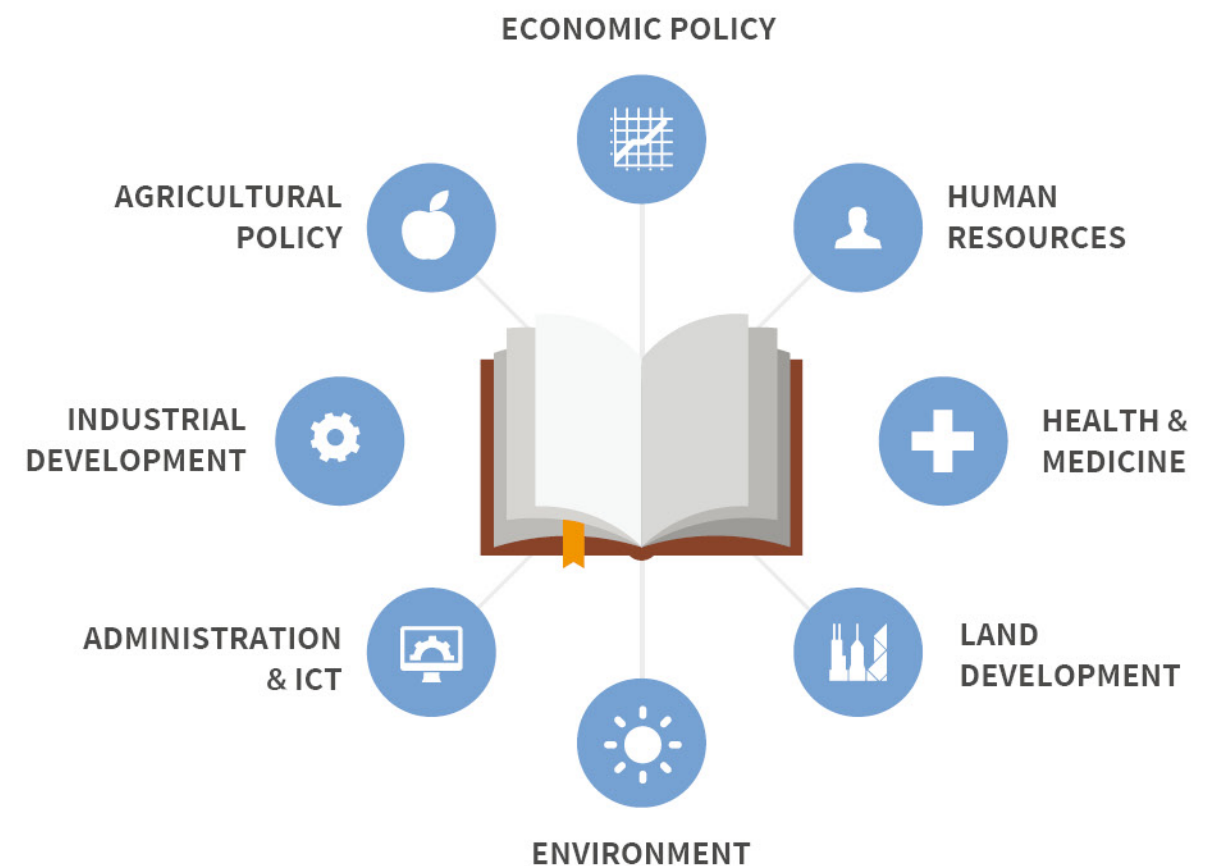 ECONOMIC POLICY
AGRICULTURAL
POLICY
HUMAN
RESOURCES
INDUSTRIAL
DEVELOPMENT
HEALTH &
MEDICINE
ADMINISTRATION
& ICT
LAND
DEVELOPMENT
ENVIRONMENT